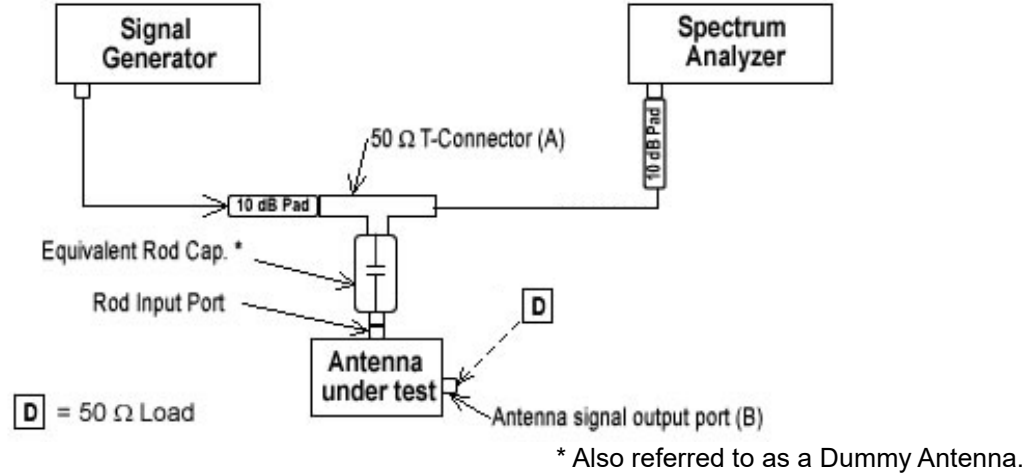 Signal
Generator
Spectrum
Analyzer
50 Ω T-Connector (A)
10 dB Pad
10 dB Pad
Equivalent Rod Cap. *
Rod Input Port
D
Antenna
under test
D = 50 Ω Load
Antenna signal output port (B)
* Also referred to as a Dummy Antenna.